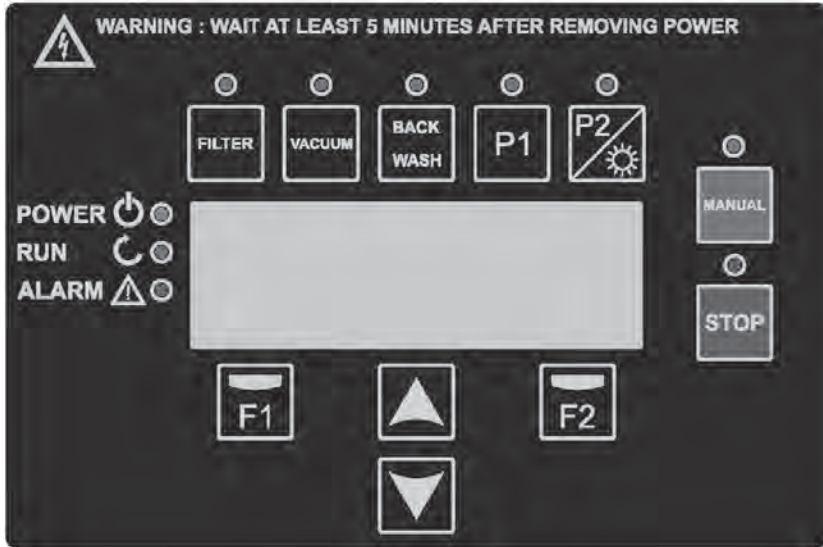 WARNING : WAIT AT LEAST 5 MINUTES AFTER REMOVING POWER
FILTER
VACUUM
BACK
WASH
P1
P2
MANUAL
POWER
RUN
ALARM
STOP
F1
F2